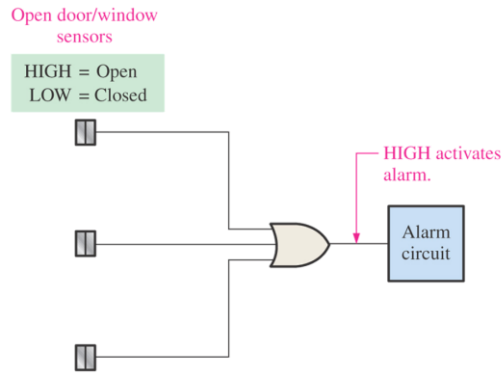 Open door/window
sensors
HIGH = Open
LOW = Closed
HIGH activates
alarm.
Alarm
circuit